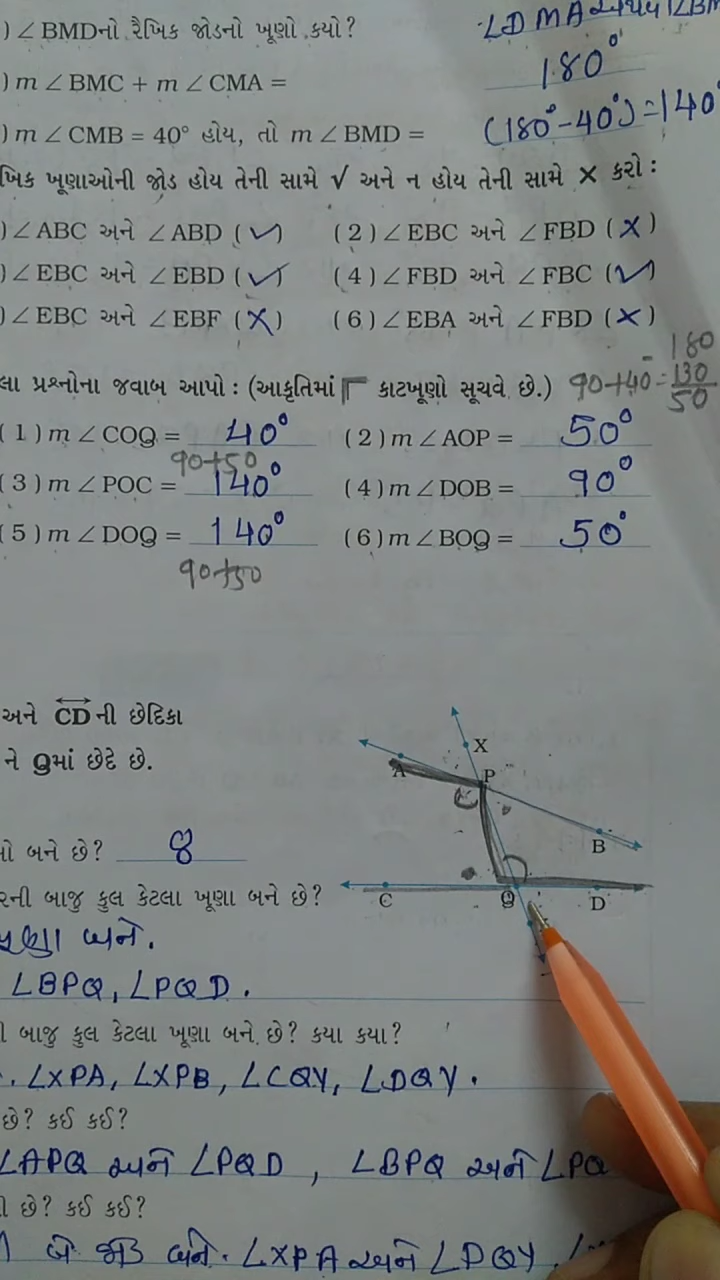 ) ∠BMDનો રૈખિક જોડનો ખૂણો કયો? ∠DMA અથવા ∠BM
) m∠BMC + m∠CMA = 180°
) m∠CMB = 40° હોય, તો m∠BMD = (180°-40°)=140°
ખિક ખૂણાઓની જોડ હોય તેની સામે √ અને ન હોય તેની સામે × કરો :
)∠ABC અને ∠ABD (✓) (2)∠EBC અને ∠FBD (×)
)∠EBC અને ∠EBD (✓) (4)∠FBD અને ∠FBC (✓)
)∠EBC અને ∠EBF (×) (6)∠EBA અને ∠FBD (×)
180
લા પ્રશ્નોના જવાબ આપો : (આકૃતિમાં કાટખૂણો સૂચવે છે.) 90+40=130
50
(1) m∠COQ = 40° (2) m∠AOP = 50°
90+50
(3) m∠POC = 140° (4) m∠DOB = 90°
(5) m∠DOQ = 140° (6) m∠BOQ = 50°
90+50
અને CDની છેદિકા
ને Qમાં છેદે છે.
X
A P
B
C Q D
ઓ બને છે? 8
રની બાજુ કુલ કેટલા ખૂણા બને છે?
ખૂણા બને.
∠BPQ, ∠PQD.
ી બાજુ કુલ કેટલા ખૂણા બને છે? કયા કયા?
∠XPA, ∠XPB, ∠CQY, ∠DQY.
છે? કઈ કઈ?
∠APQ અને ∠PQD, ∠BPQ અને ∠PQ
ી છે? કઈ કઈ?
બે જોડ બને. ∠XPA અને ∠DQY